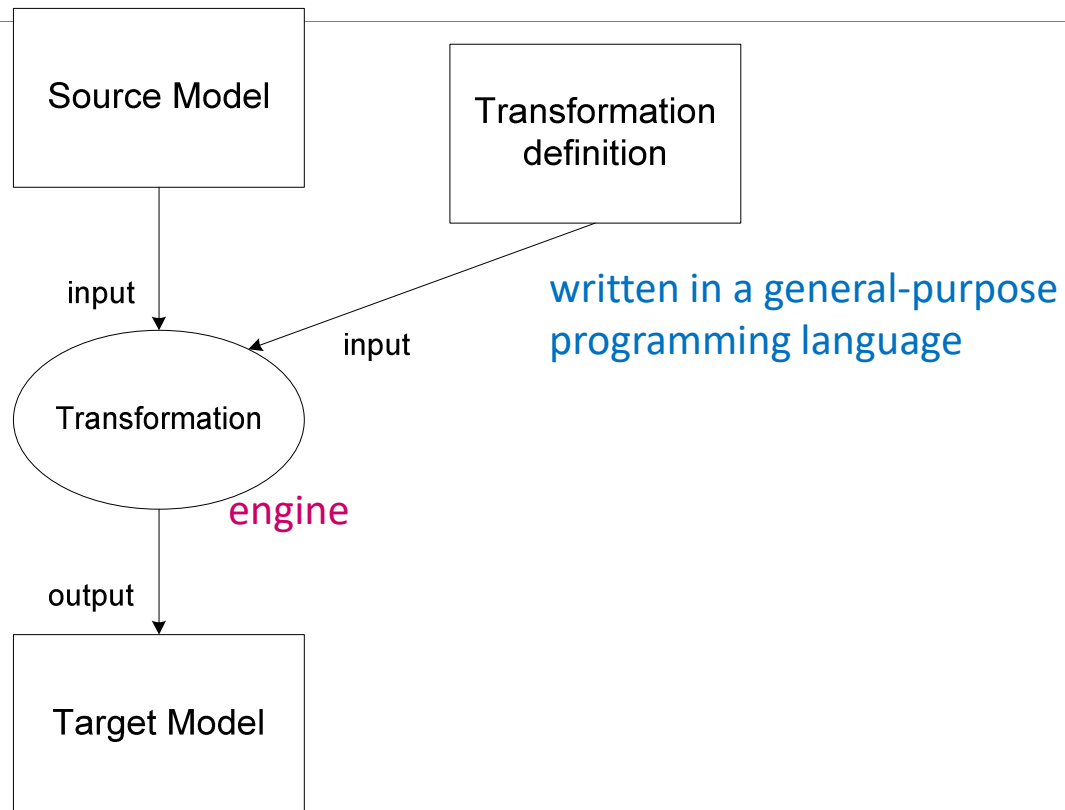 Source Model
Transformation
definition
input
input
written in a general-purpose
programming language
Transformation
engine
output
Target Model